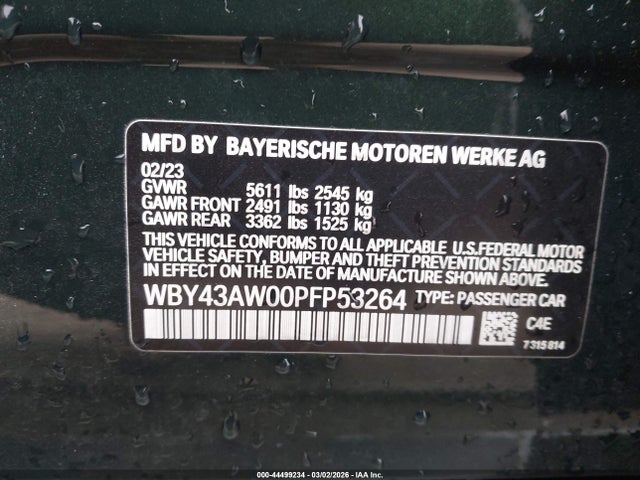 MFD BY BAYERISCHE MOTOREN WERKE AG
02/23
GVWR 5611 lbs 2545 kg
GAWR FRONT 2491 lbs 1130 kg
GAWR REAR 3362 lbs 1525 kg
THIS VEHICLE CONFORMS TO ALL APPLICABLE U.S.FEDERAL MOTOR
VEHICLE SAFETY, BUMPER AND THEFT PREVENTION STANDARDS
IN EFFECT ON THE DATE OF MANUFACTURE SHOWN ABOVE.
WBY43AW00PFP53264 TYPE: PASSENGER CAR
C4E
7315814
000-44499234 - 03/02/2026 - IAA Inc.